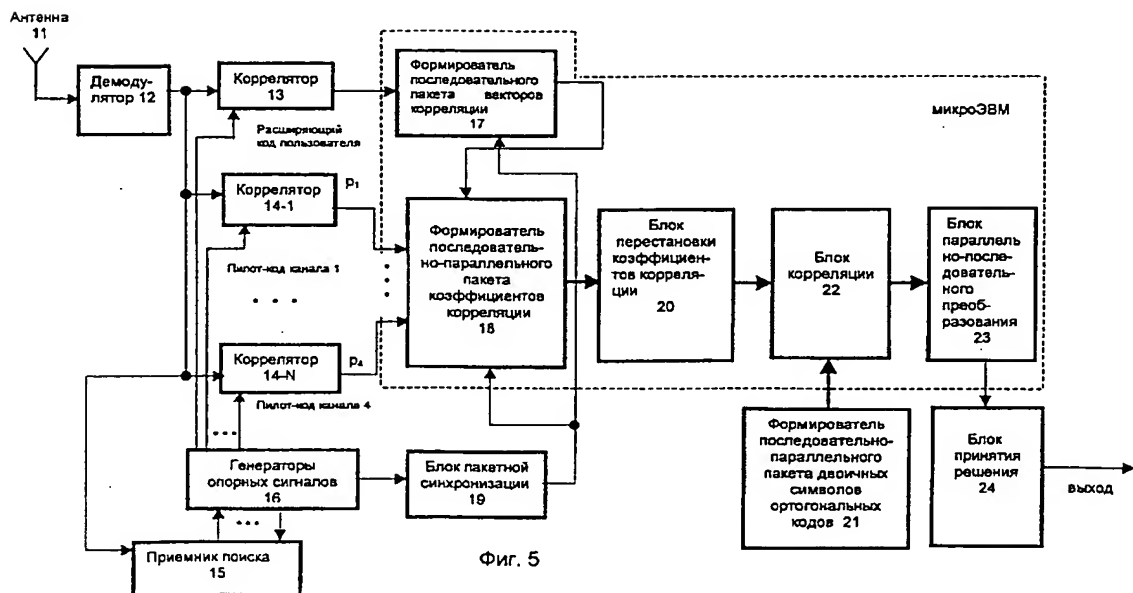 Антенна
11
Демоду-
лятор 12
Коррелятор
13
Расширяющий
код пользователя
Формирователь
последовательного
пакета векторов
корреляции
17
микроЭВМ
Коррелятор
14-1
P1
Пилот-код канала 1
. . .
Формирователь
последователь-
но-параллельного
пакета
коэффициентов
корреляции
18
Блок
перестановки
коэффициен-
тов корреля-
ции
20
Блок
корреляции
22
Блок
параллель
но-после-
дователь-
ного
преоб-
разования
23
Коррелятор
14-N
P4
Пилот-код канала 4
...
Генераторы
опорных сигналов
16
Блок пакетной
синхронизации
19
Формирователь
последовательно-
параллельного
пакета двоичных
символов
ортогональных
кодов 21
Блок
принятия
решения
24
выход
...
Приемник поиска
15
Фиг. 5